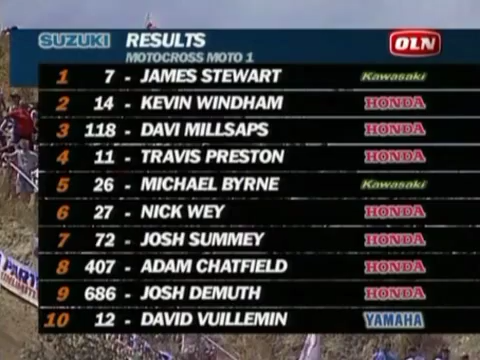 SUZUKI RESULTS OLN
MOTOCROSS MOTO 1
1 7 - JAMES STEWART Kawasaki
2 14 - KEVIN WINDHAM HONDA
3 118 - DAVI MILLSAPS HONDA
4 11 - TRAVIS PRESTON HONDA
5 26 - MICHAEL BYRNE Kawasaki
6 27 - NICK WEY HONDA
7 72 - JOSH SUMMEY HONDA
8 407 - ADAM CHATFIELD HONDA
9 686 - JOSH DEMUTH HONDA
10 12 - DAVID VUILLEMIN YAMAHA
PART